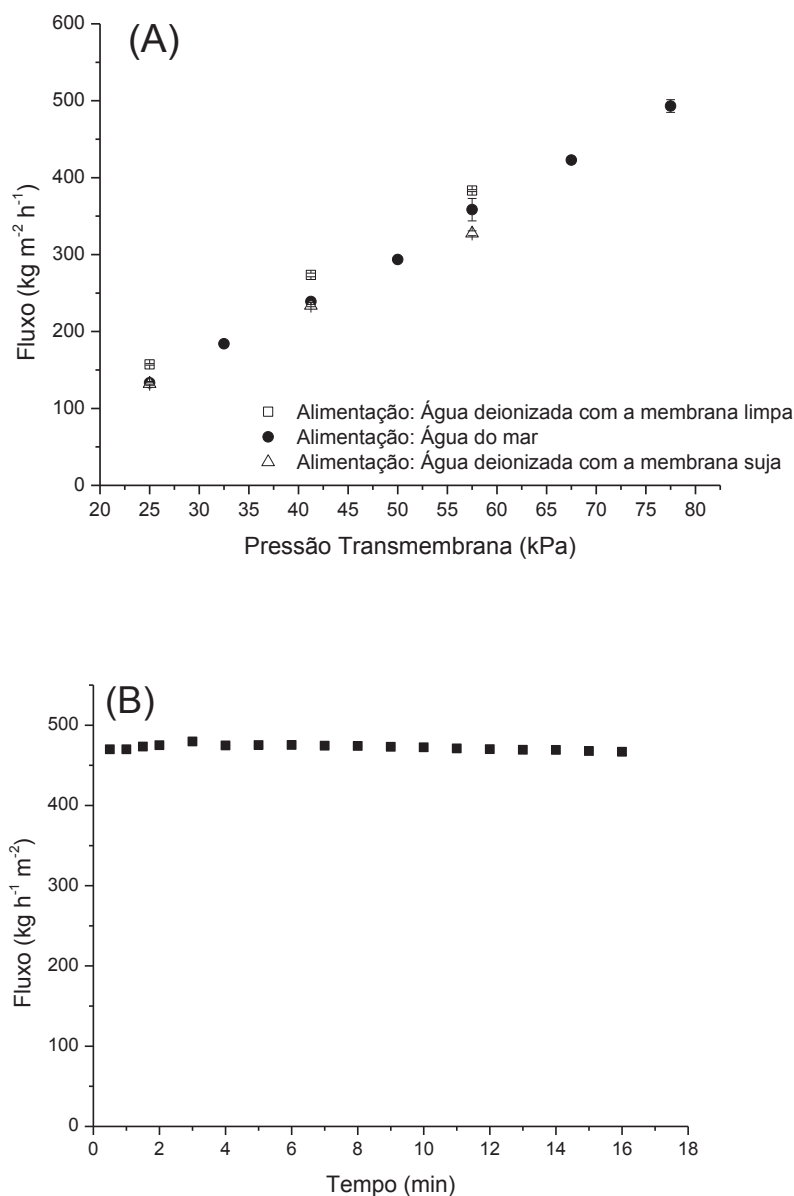 (A)
600
500
400
300
200
100
0
Fluxo (kg m⁻² h⁻¹)
Alimentação: Água deionizada com a membrana limpa
Alimentação: Água do mar
Alimentação: Água deionizada com a membrana suja
20 25 30 35 40 45 50 55 60 65 70 75 80
Pressão Transmembrana (kPa)
(B)
500
400
300
200
100
0
Fluxo (kg h⁻¹ m⁻²)
0 2 4 6 8 10 12 14 16 18
Tempo (min)